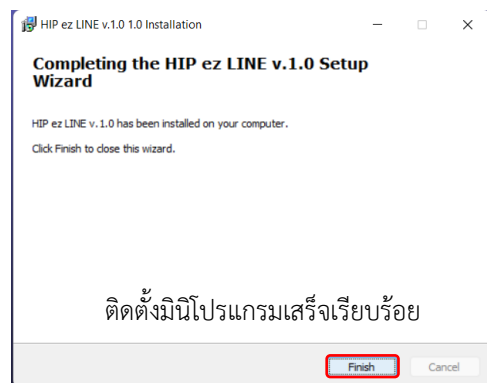 HIP ez LINE v.1.0 1.0 Installation
Completing the HIP ez LINE v.1.0 Setup
Wizard
HIP ez LINE v.1.0 has been installed on your computer.
Click Finish to close this wizard.
ติดตั้งมินิโปรแกรมเสร็จเรียบร้อย
Finish
Cancel